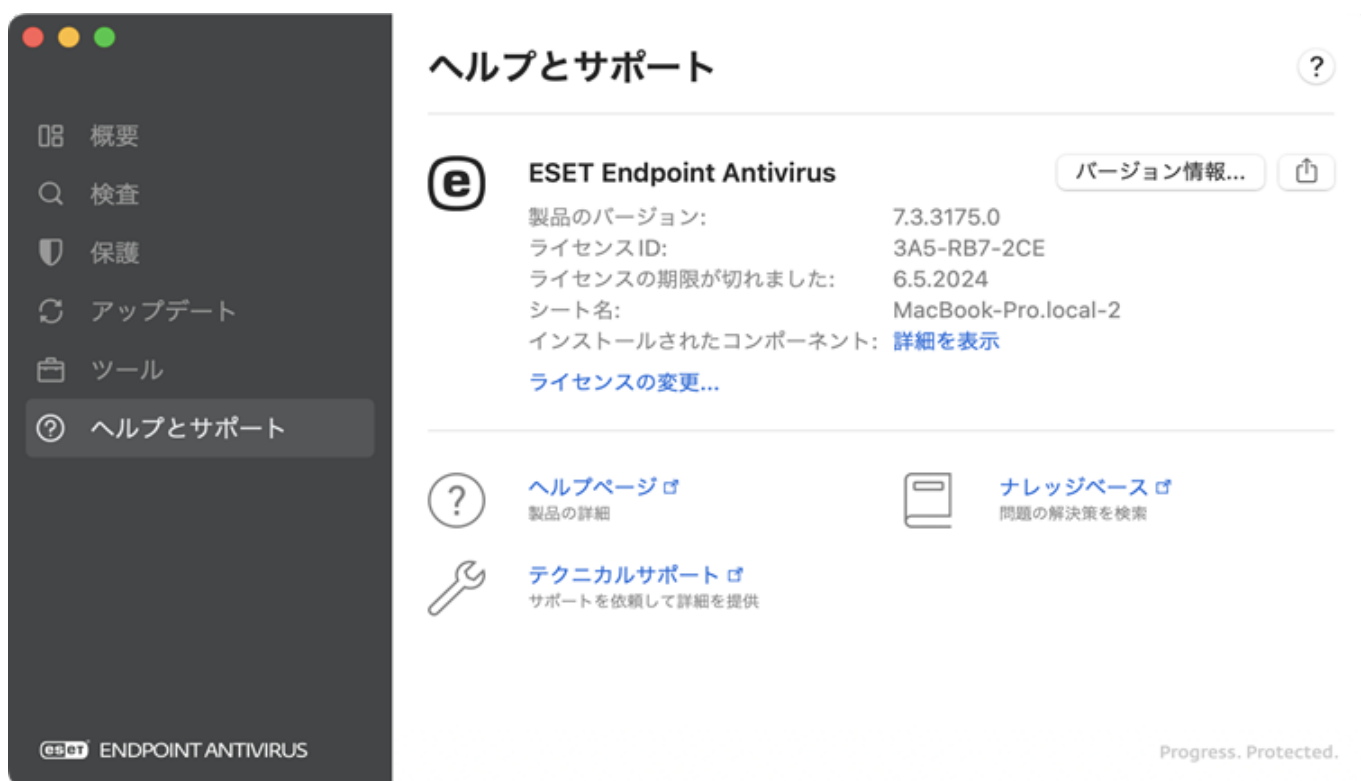 概要
検査
保護
アップデート
ツール
ヘルプとサポート
eset ENDPOINT ANTIVIRUS
ヘルプとサポート
?
ESET Endpoint Antivirus
バージョン情報...
製品のバージョン: 7.3.3175.0
ライセンスID: 3A5-RB7-2CE
ライセンスの期限が切れました: 6.5.2024
シート名: MacBook-Pro.local-2
インストールされたコンポーネント: 詳細を表示
ライセンスの変更...
ヘルプページ
製品の詳細
ナレッジベース
問題の解決策を検索
テクニカルサポート
サポートを依頼して詳細を提供
Progress. Protected.